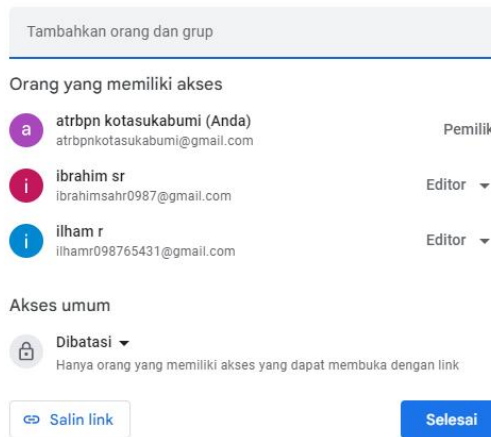 Tambahkan orang dan grup
Orang yang memiliki akses
a
atrbpn kotasukabumi (Anda)
atrbpnkotasukabumi@gmail.com
Pemilik
i
ibrahim sr
ibrahimsahr0987@gmail.com
Editor
i
ilham r
ilhamr098765431@gmail.com
Editor
Akses umum
Dibatasi
Hanya orang yang memiliki akses yang dapat membuka dengan link
Salin link
Selesai